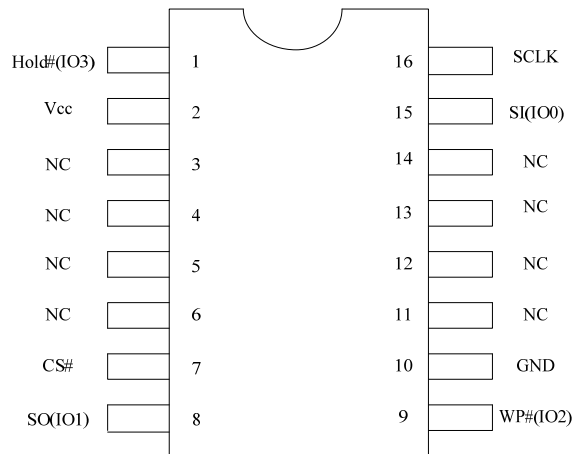 Hold#(IO3) 1 16 SCLK
Vcc 2 15 SI(IO0)
NC 3 14 NC
NC 4 13 NC
NC 5 12 NC
NC 6 11 NC
CS# 7 10 GND
SO(IO1) 8 9 WP#(IO2)